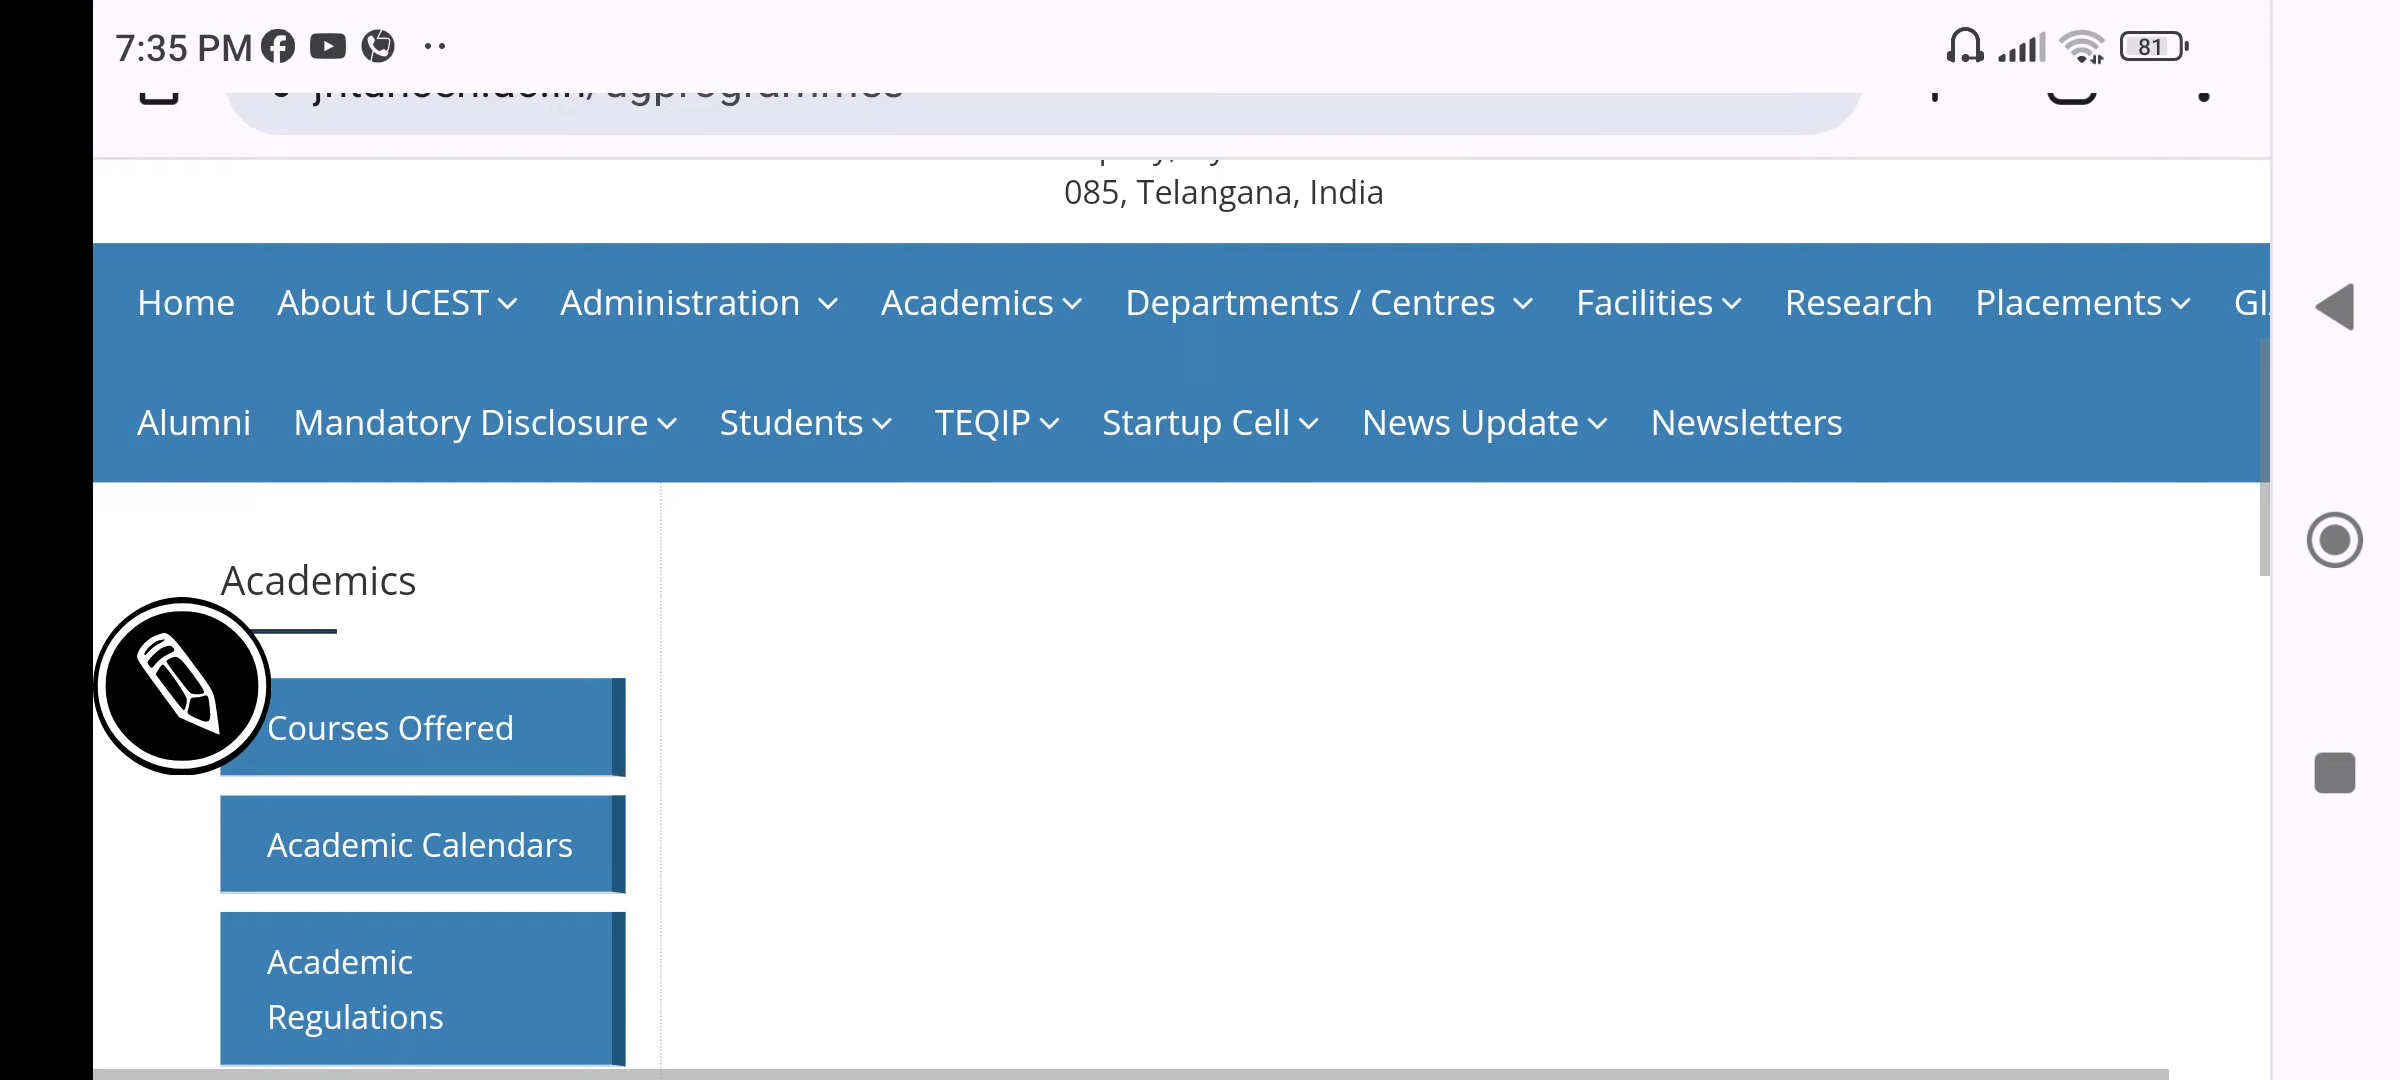 7:35 PM
81
085, Telangana, India
Home About UCEST Administration Academics Departments / Centres Facilities Research Placements
Alumni Mandatory Disclosure Students TEQIP Startup Cell News Update Newsletters
Academics
Courses Offered
Academic Calendars
Academic
Regulations